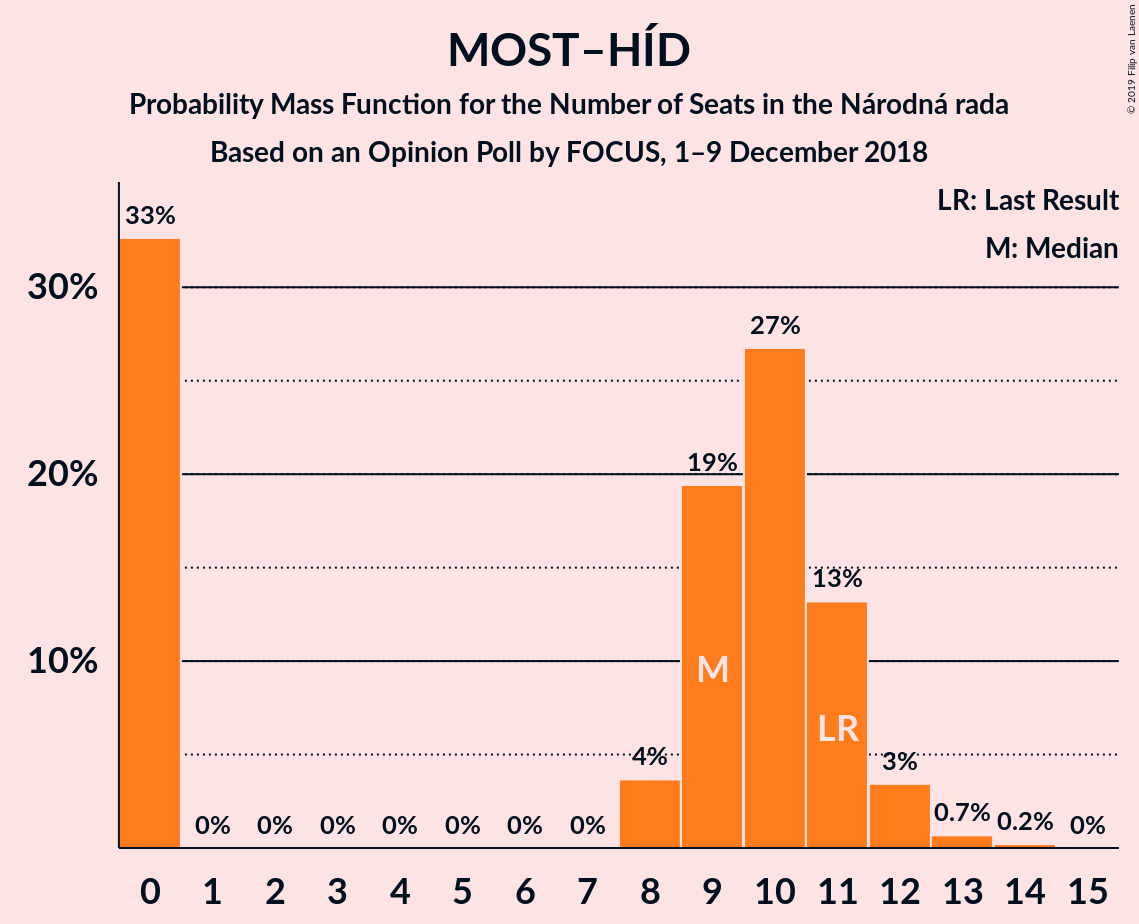 MOST–HÍD
Probability Mass Function for the Number of Seats in the Národná rada
Based on an Opinion Poll by FOCUS, 1–9 December 2018
© 2019 Filip van Laenen
LR: Last Result
M: Median
33%
30%
27%
20%
19%
13%
10%
M
LR
4%
3%
0% 0% 0% 0% 0% 0% 0% 0.7% 0.2% 0%
0 1 2 3 4 5 6 7 8 9 10 11 12 13 14 15